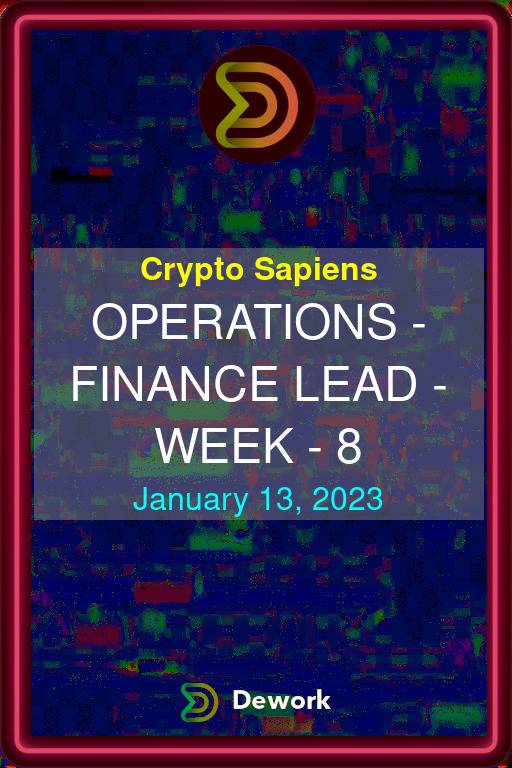 Crypto Sapiens
OPERATIONS -
FINANCE LEAD -
WEEK - 8
January 13, 2023
Dework